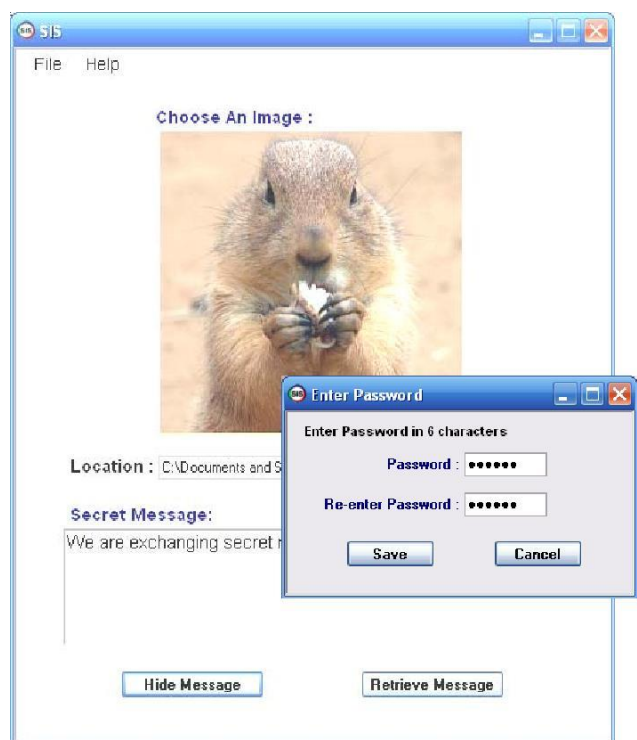 SIS
File Help
Choose An Image :
SIS Enter Password
Enter Password in 6 characters
Password : ••••••
Re-enter Password : ••••••
Save Cancel
Location : C:\Documents and S
Secret Message:
We are exchanging secret
Hide Message Retrieve Message